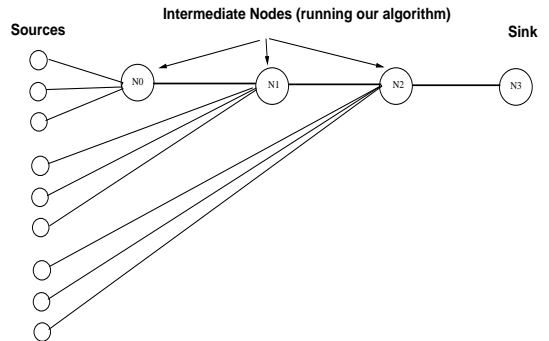 Intermediate Nodes (running our algorithm)
Sources
Sink
N0
N1
N2
N3